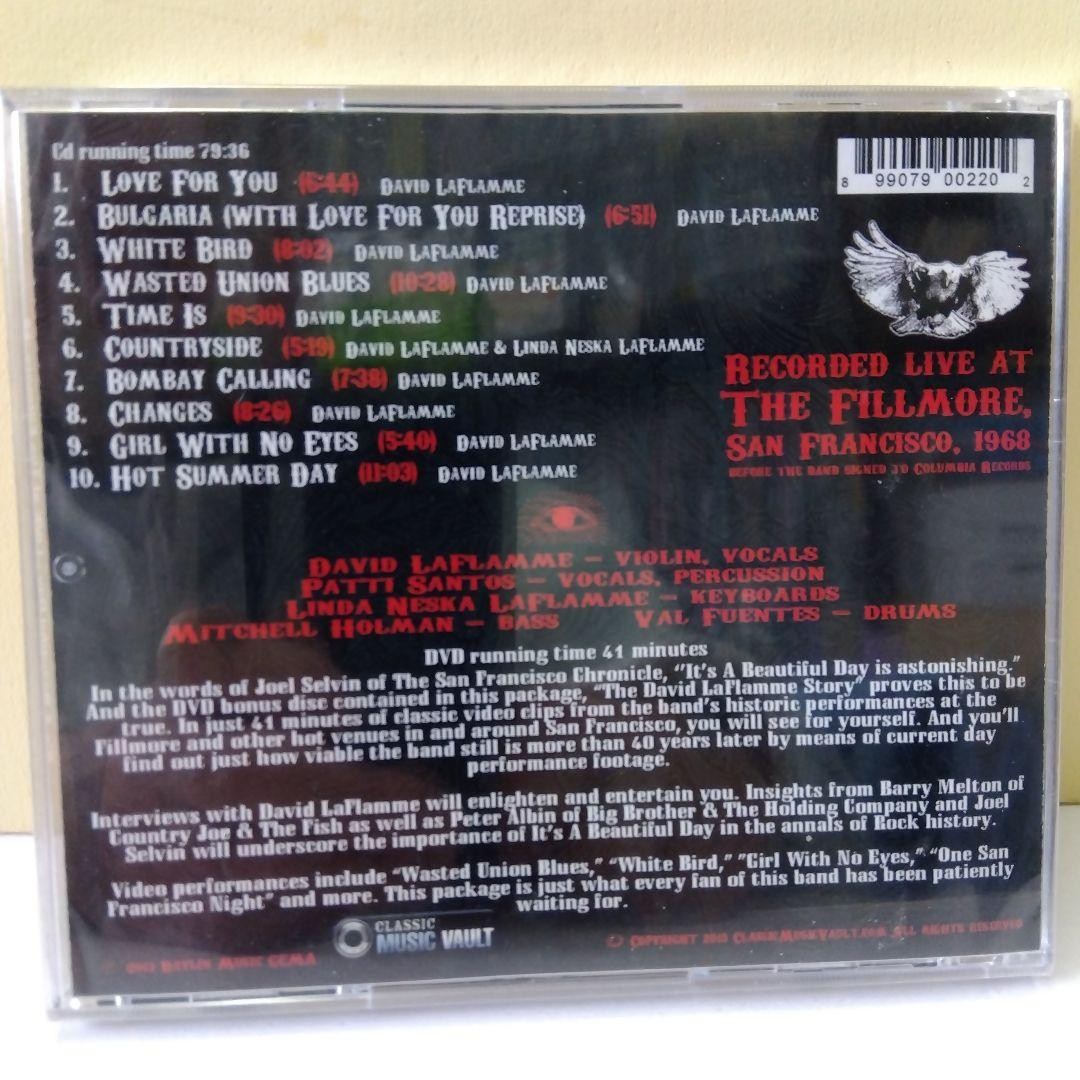 Cd running time 79:36
1. LOVE FOR YOU (6:44) DAVID LAFLAMME
2. BULGARIA (WITH LOVE FOR YOU REPRISE) (6:51) DAVID LAFLAMME
3. WHITE BIRD (8:02) DAVID LAFLAMME
4. WASTED UNION BLUES (10:28) DAVID LAFLAMME
5. TIME IS (9:30) DAVID LAFLAMME
6. COUNTRYSIDE (5:19) DAVID LAFLAMME & LINDA NESKA LAFLAMME
7. BOMBAY CALLING (7:38) DAVID LAFLAMME
8. CHANGES (8:26) DAVID LAFLAMME
9. GIRL WITH NO EYES (5:40) DAVID LAFLAMME
10. HOT SUMMER DAY (11:03) DAVID LAFLAMME
8 99079 00220 2
RECORDED LIVE AT
THE FILLMORE,
SAN FRANCISCO, 1968
BEFORE THE BAND SIGNED TO COLUMBIA RECORDS
DAVID LAFLAMME – VIOLIN, VOCALS
PATTI SANTOS – VOCALS, PERCUSSION
LINDA NESKA LAFLAMME – KEYBOARDS
MITCHELL HOLMAN – BASS VAL FUENTES – DRUMS
DVD running time 41 minutes
In the words of Joel Selvin of The San Francisco Chronicle, "It's A Beautiful Day is astonishing."
And the DVD bonus disc contained in this package, "The David LaFlamme Story" proves this to be
true. In just 41 minutes of classic video clips from the band's historic performances at the
Fillmore and other hot venues in and around San Francisco, you will see for yourself. And you'll
find out just how viable the band still is more than 40 years later by means of current day
performance footage.
Interviews with David LaFlamme will enlighten and entertain you. Insights from Barry Melton of
Country Joe & The Fish as well as Peter Albin of Big Brother & The Holding Company and Joel
Selvin will underscore the importance of It's A Beautiful Day in the annals of Rock history.
Video performances include "Wasted Union Blues," "White Bird," "Girl With No Eyes," "One San
Francisco Night" and more. This package is just what every fan of this band has been patiently
waiting for.
CLASSIC
MUSIC VAULT
© COPYRIGHT 2013 CLASSICMUSICVAULT.COM ALL RIGHTS RESERVED
MUSIC